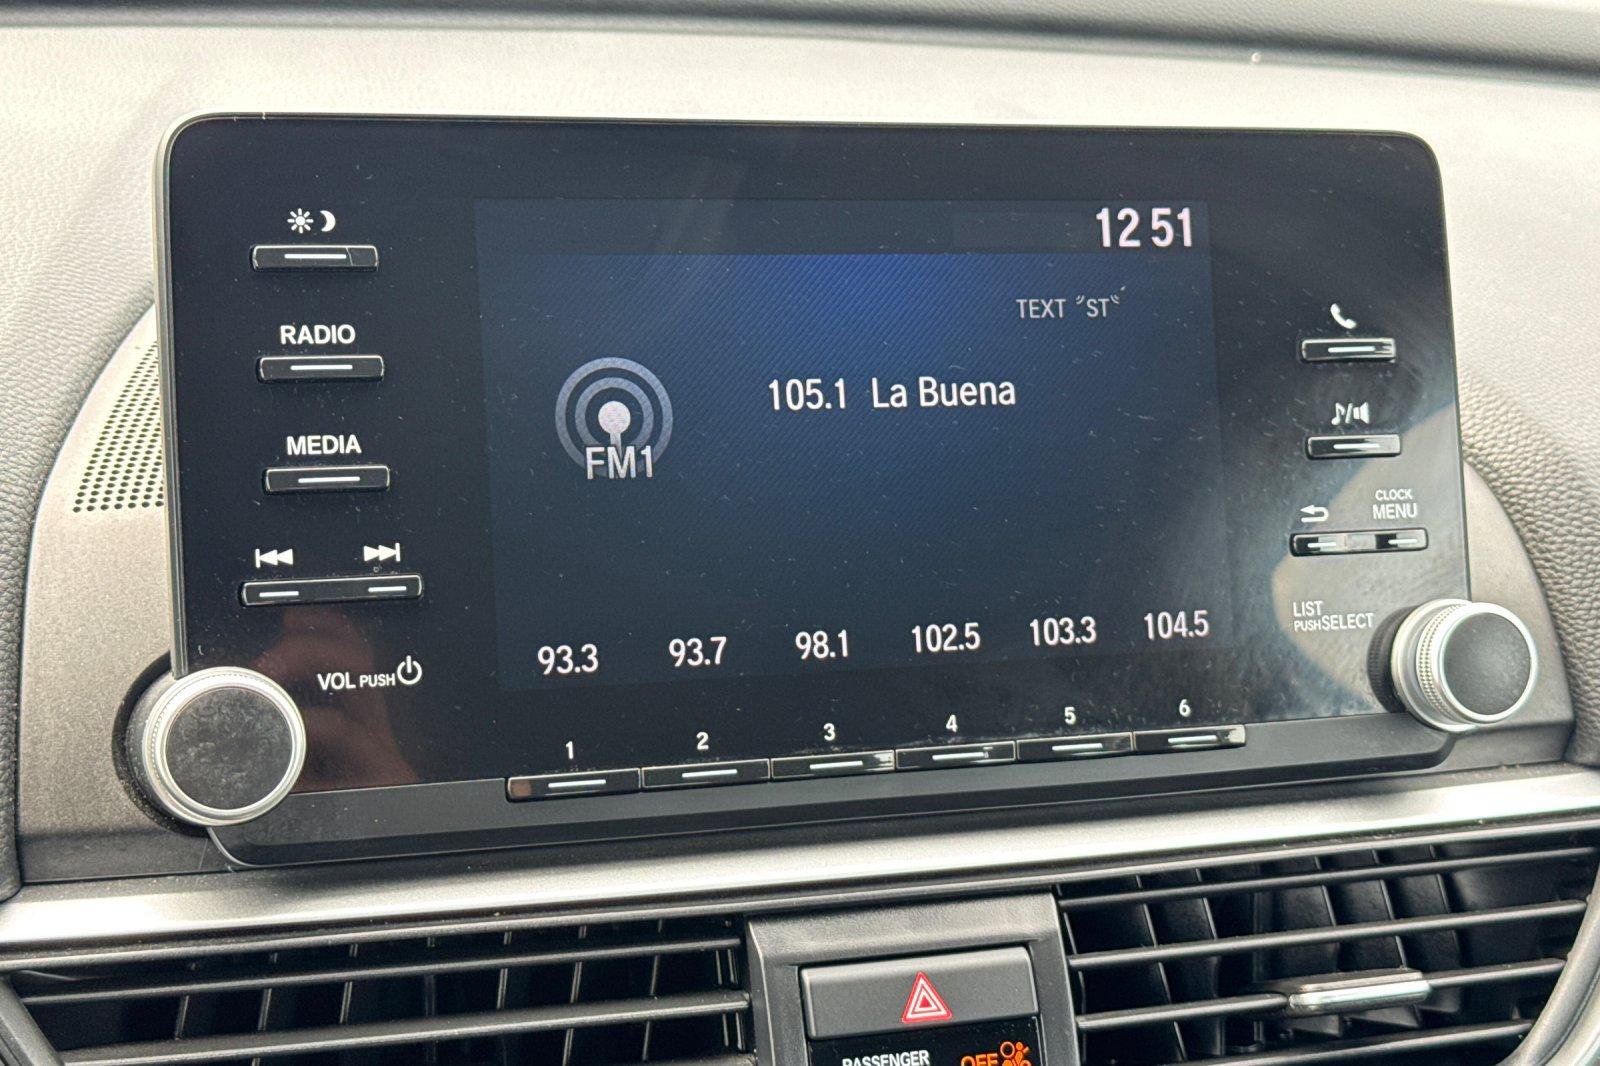 12 51
TEXT "ST"
RADIO
105.1 La Buena
FM1
MEDIA
CLOCK
MENU
LIST
PUSH SELECT
VOL PUSH
93.3 93.7 98.1 102.5 103.3 104.5
1 2 3 4 5 6
PASSENGER OFF